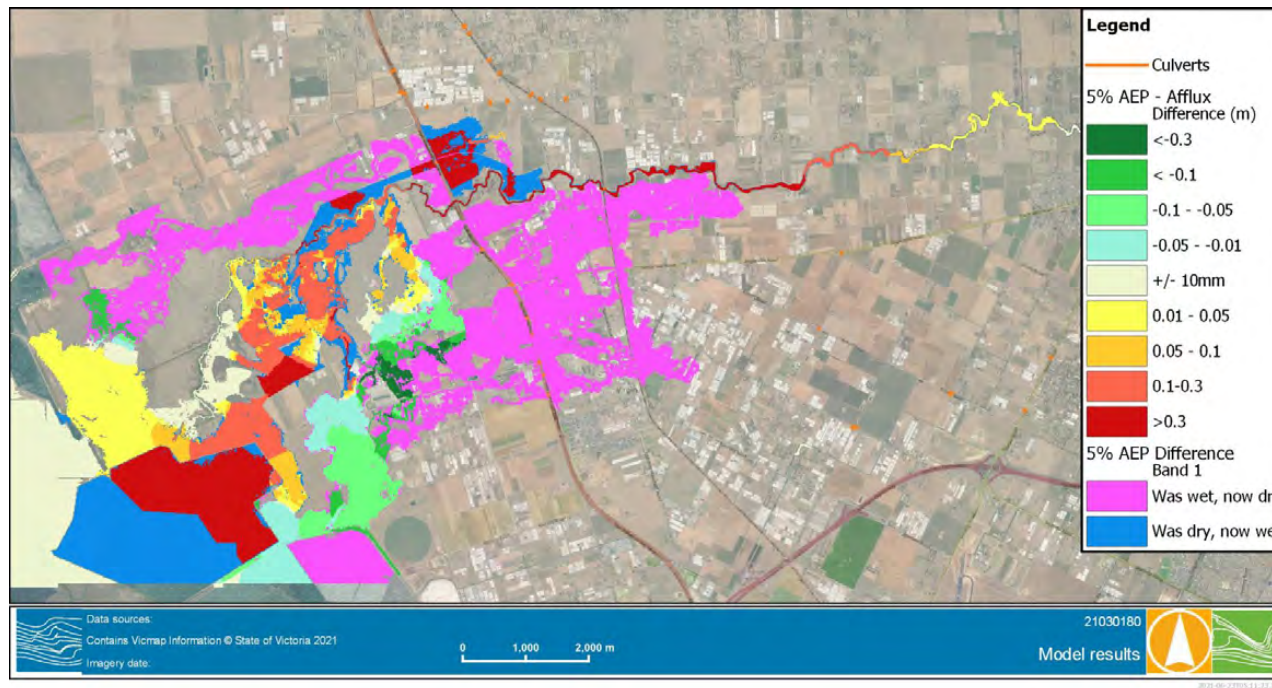 Legend
Culverts
5% AEP - Afflux
Difference (m)
<-0.3
< -0.1
-0.1 - -0.05
-0.05 - -0.01
+/- 10mm
0.01 - 0.05
0.05 - 0.1
0.1-0.3
>0.3
5% AEP Difference
Band 1
Was wet, now dr
Was dry, now we
Data sources:
Contains Vicmap Information © State of Victoria 2021
Imagery date:
0 1,000 2,000 m
21030180
Model results